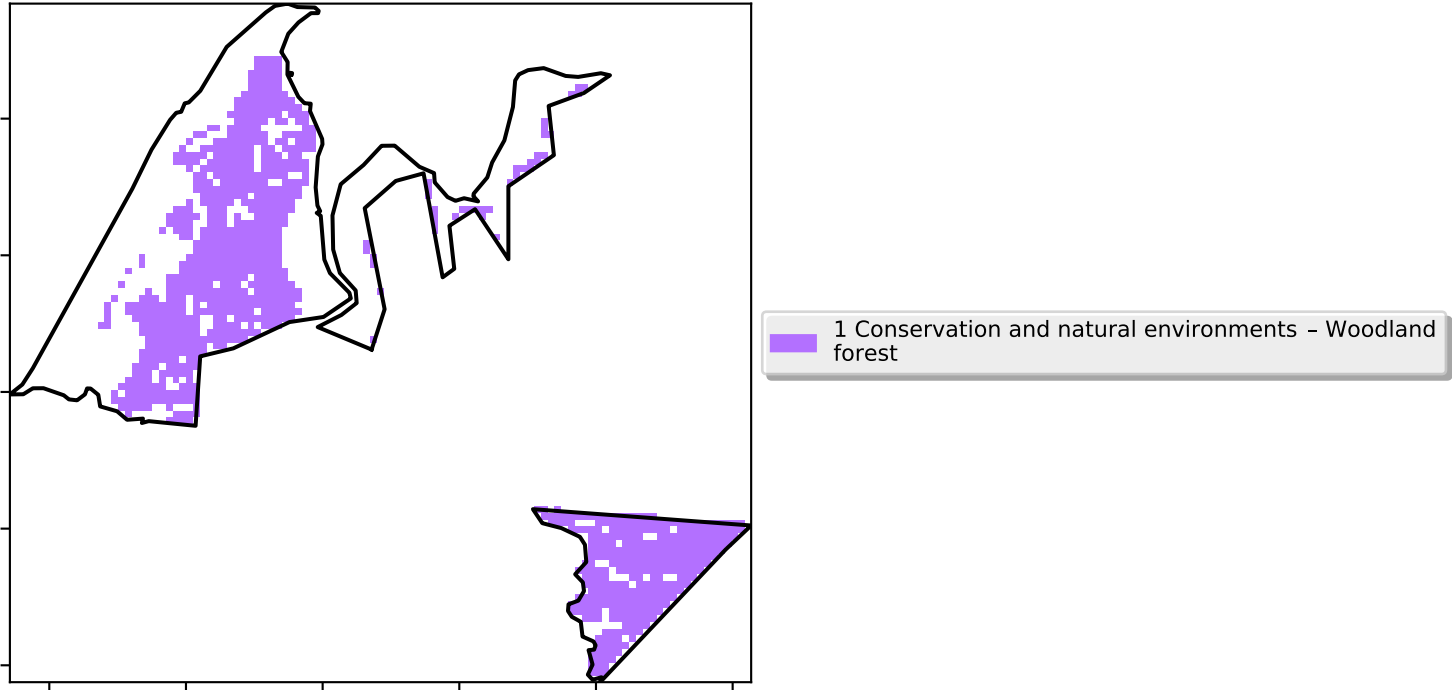 1 Conservation and natural environments – Woodland
forest